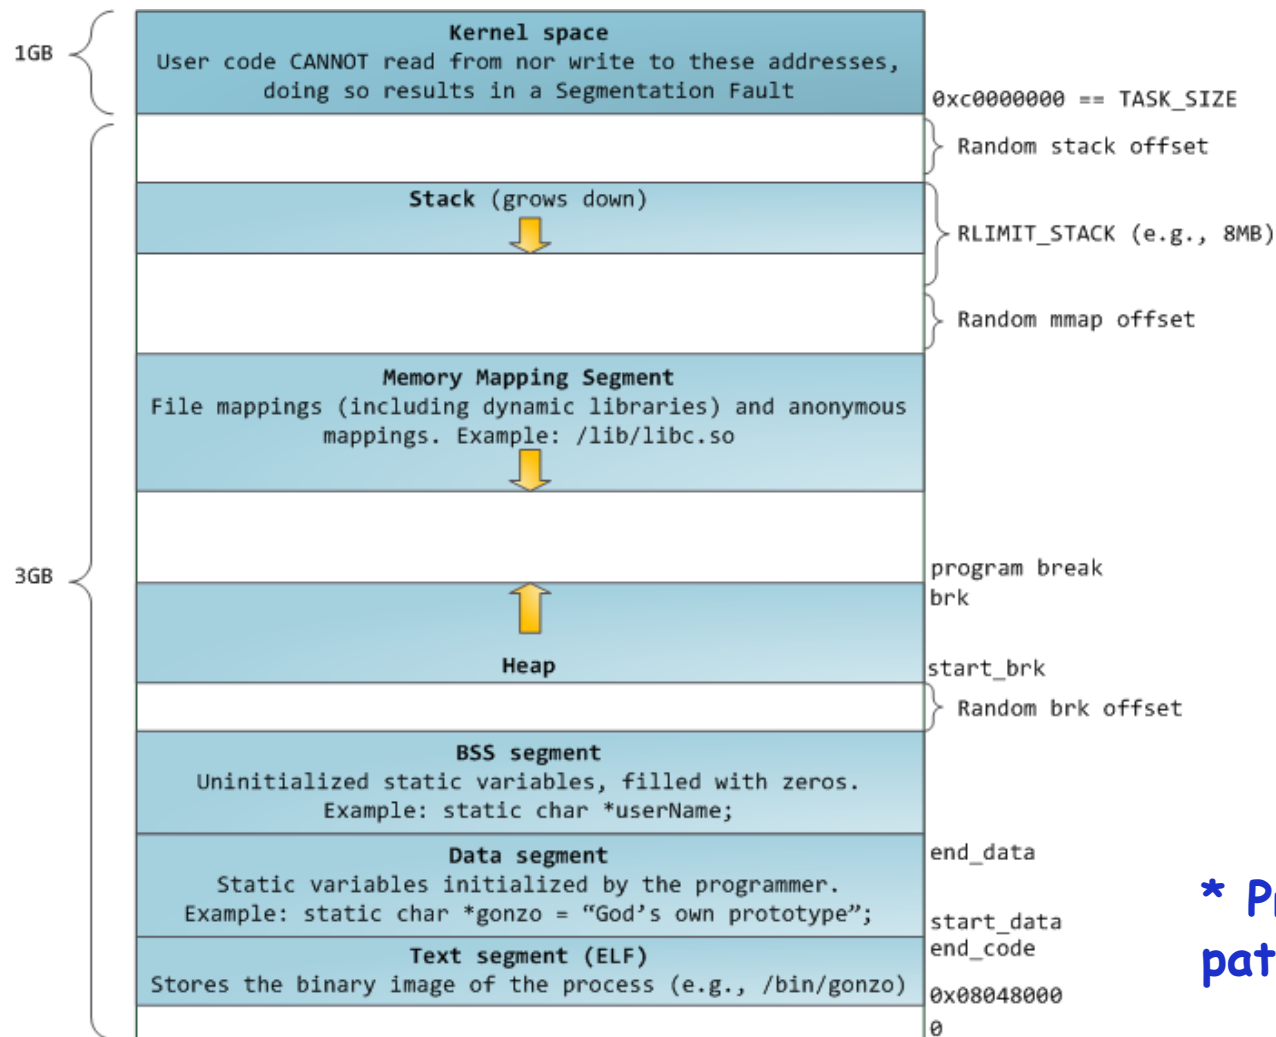 1GB
Kernel space
User code CANNOT read from nor write to these addresses,
doing so results in a Segmentation Fault
0xc0000000 == TASK_SIZE
Random stack offset
Stack (grows down)
RLIMIT_STACK (e.g., 8MB)
Random mmap offset
Memory Mapping Segment
File mappings (including dynamic libraries) and anonymous
mappings. Example: /lib/libc.so
3GB
program break
brk
Heap
start_brk
Random brk offset
BSS segment
Uninitialized static variables, filled with zeros.
Example: static char *userName;
Data segment
Static variables initialized by the programmer.
Example: static char *gonzo = “God’s own prototype”;
end_data
start_data
end_code
Text segment (ELF)
Stores the binary image of the process (e.g., /bin/gonzo)
0x08048000
0
*